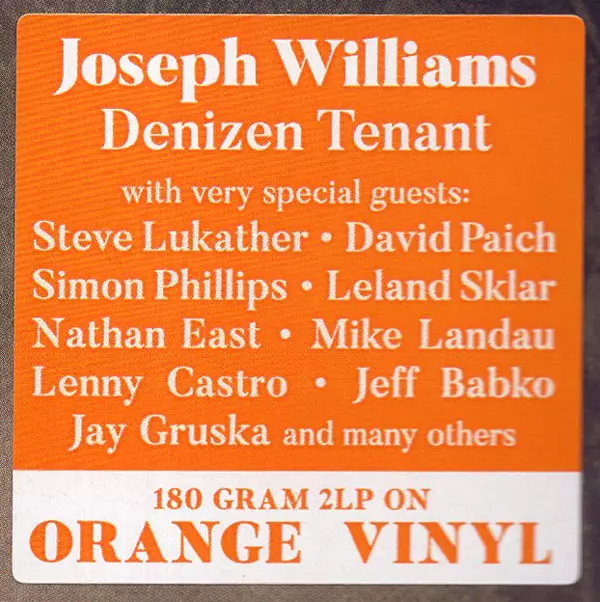 Joseph Williams
Denizen Tenant
with very special guests:
Steve Lukather • David Paich
Simon Phillips • Leland Sklar
Nathan East • Mike Landau
Lenny Castro • Jeff Babko
Jay Gruska and many others
180 GRAM 2LP ON
ORANGE VINYL